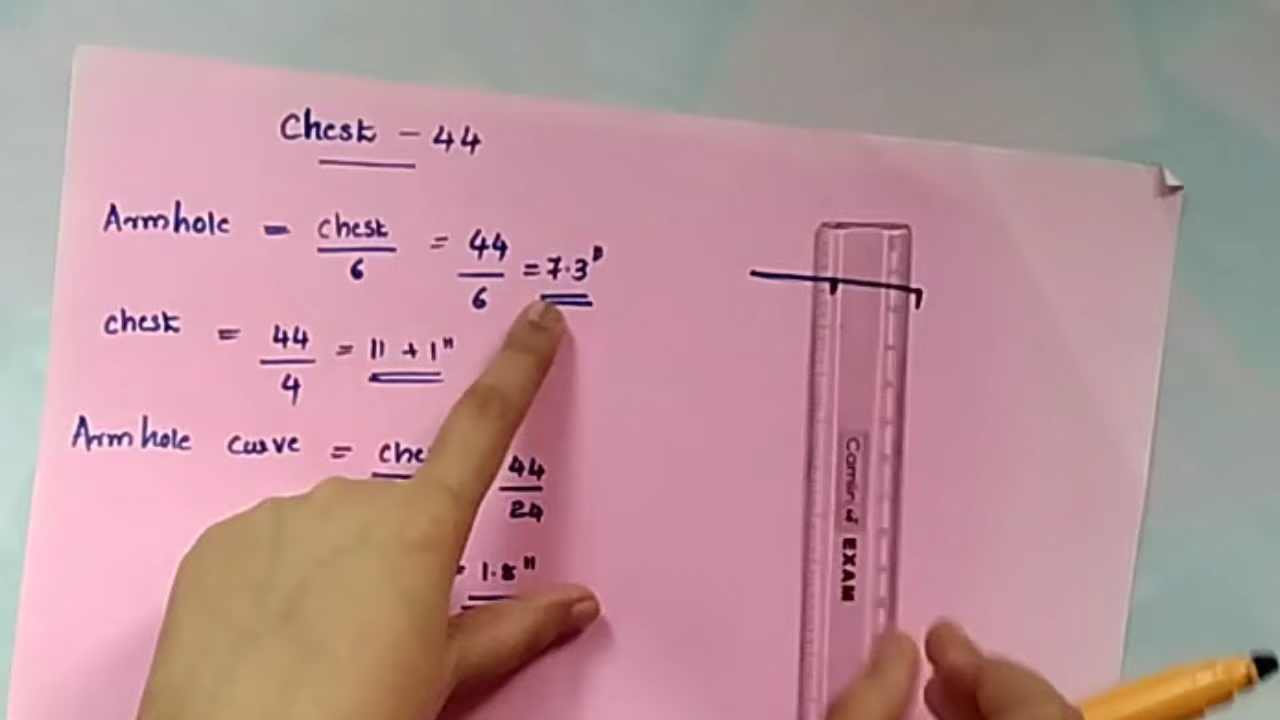 Chest - 44
Armhole = chest/6 = 44/6 = 7.3"
chest = 44/4 = 11 + 1"
Armhole curve = 44/24
= 1.8"
Camlin
EXAM